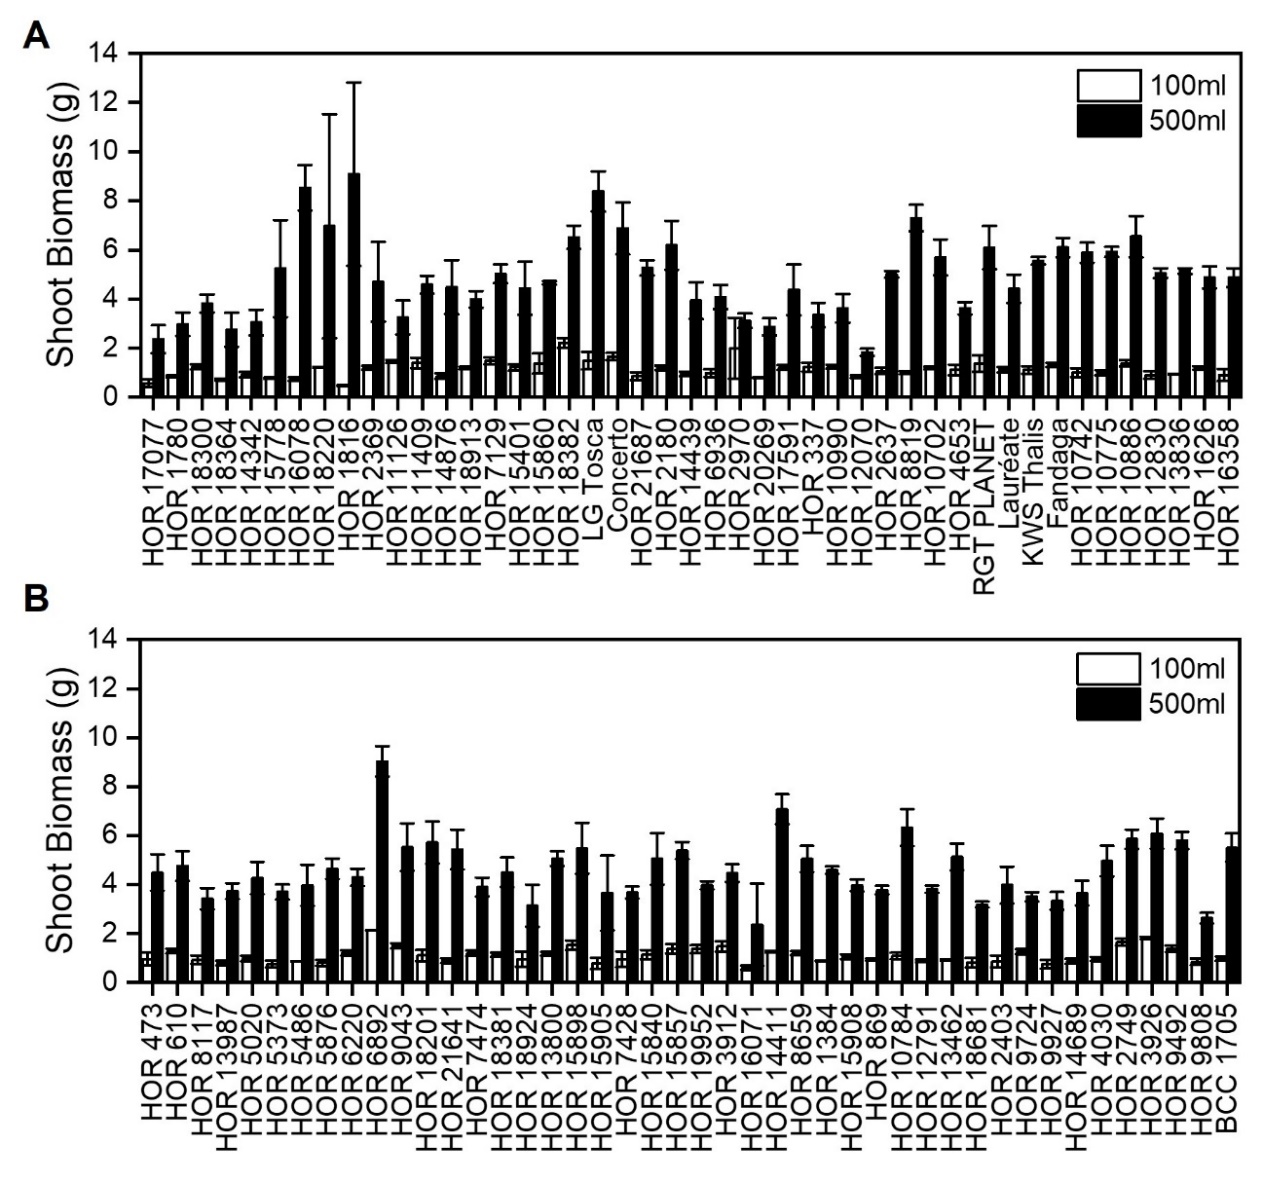 A
Shoot Biomass (g)
14
12
10
8
6
4
2
0
100ml
500ml
HOR 17077
HOR 1780
HOR 18300
HOR 18364
HOR 14342
HOR 15778
HOR 16078
HOR 18220
HOR 1816
HOR 2369
HOR 11126
HOR 11409
HOR 14876
HOR 18913
HOR 7129
HOR 15401
HOR 15860
HOR 18382
LG Tosca
Concerto
HOR 21687
HOR 2180
HOR 14439
HOR 6936
HOR 2970
HOR 20269
HOR 17591
HOR 337
HOR 10990
HOR 12070
HOR 2637
HOR 8819
HOR 10702
HOR 4653
RGT PLANET
Lauréate
KWS Thalis
Fandaga
HOR 10742
HOR 10775
HOR 10886
HOR 12830
HOR 13836
HOR 1626
HOR 16358
B
Shoot Biomass (g)
14
12
10
8
6
4
2
0
100ml
500ml
HOR 473
HOR 610
HOR 8117
HOR 13987
HOR 5020
HOR 5373
HOR 5486
HOR 5876
HOR 6220
HOR 6892
HOR 9043
HOR 18201
HOR 21641
HOR 7474
HOR 18381
HOR 18924
HOR 13800
HOR 15898
HOR 15905
HOR 7428
HOR 15840
HOR 15857
HOR 19952
HOR 3912
HOR 16071
HOR 14411
HOR 8659
HOR 1384
HOR 15908
HOR 869
HOR 10784
HOR 12791
HOR 13462
HOR 18681
HOR 2403
HOR 9724
HOR 9927
HOR 14689
HOR 4030
HOR 2749
HOR 3926
HOR 9492
HOR 9808
BCC 1705